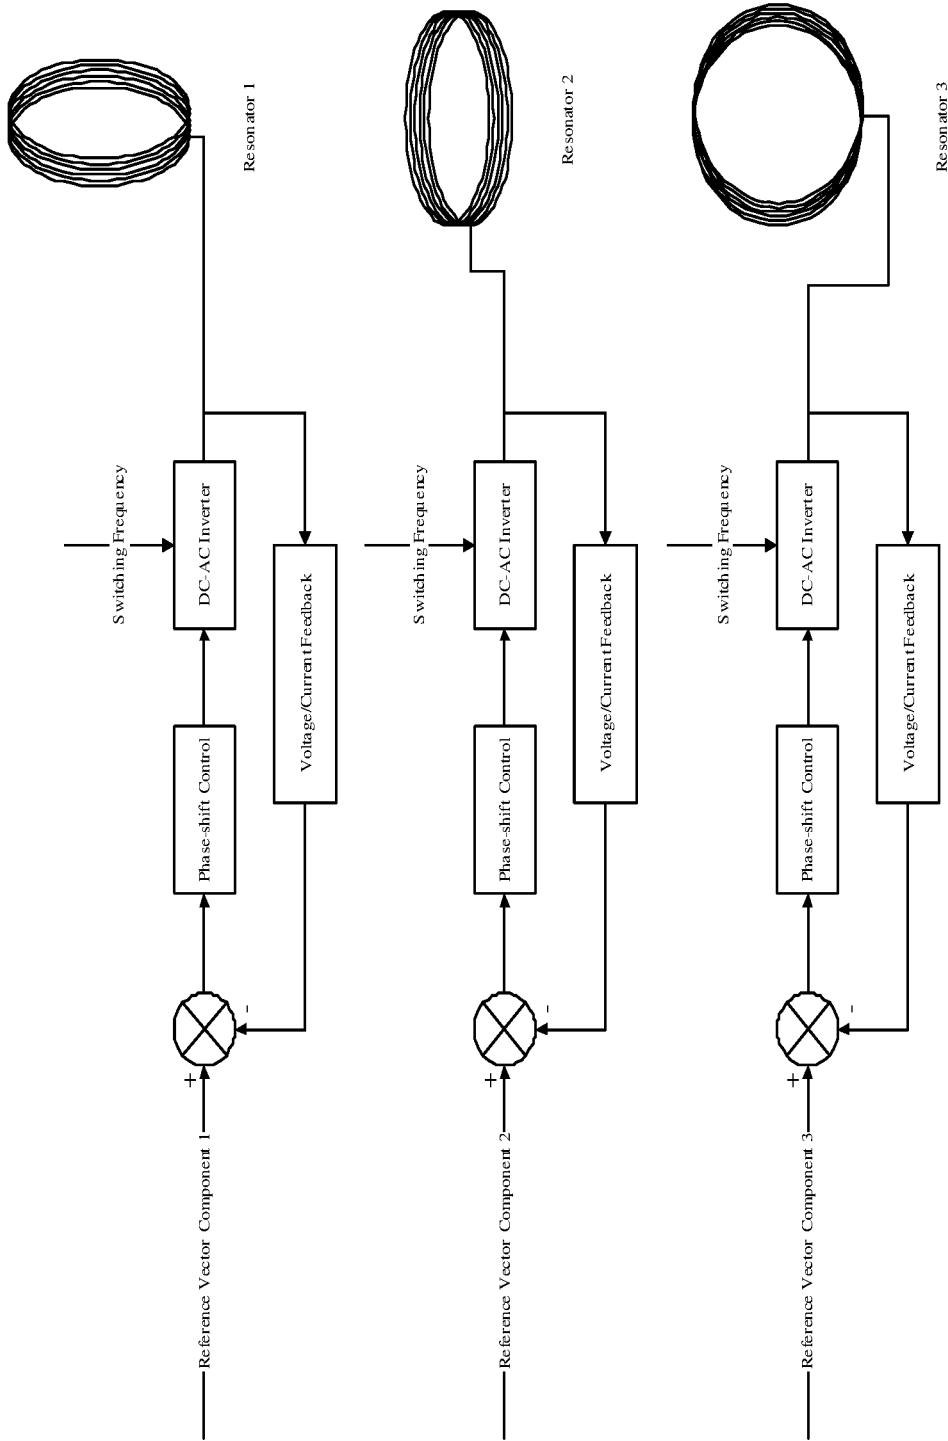 Reference Vector Component 1
+
-
Phase-shift Control
DC-AC Inverter
Switching Frequency
Voltage/Current Feedback
Resonator 1
Reference Vector Component 2
+
-
Phase-shift Control
DC-AC Inverter
Switching Frequency
Voltage/Current Feedback
Resonator 2
Reference Vector Component 3
+
-
Phase-shift Control
DC-AC Inverter
Switching Frequency
Voltage/Current Feedback
Resonator 3